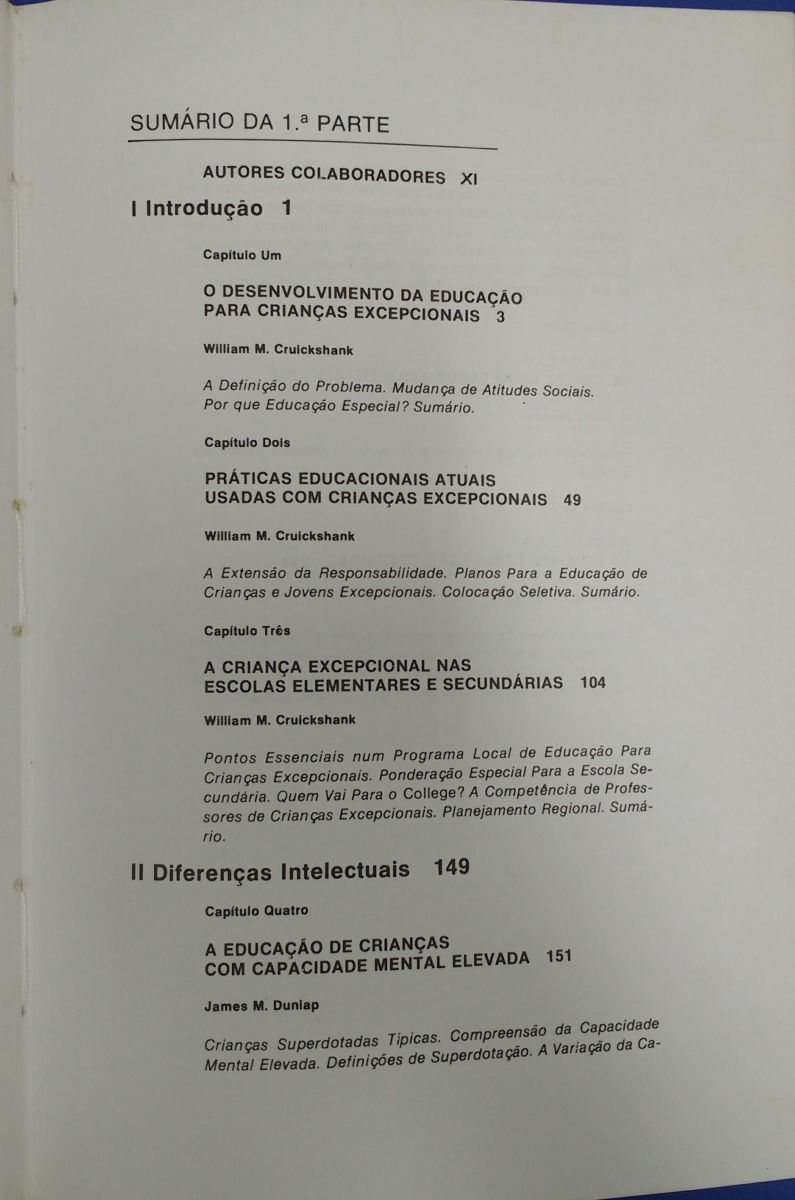 SUMÁRIO DA 1.ª PARTE
AUTORES COLABORADORES XI
I Introdução 1
Capítulo Um
O DESENVOLVIMENTO DA EDUCAÇÃO
PARA CRIANÇAS EXCEPCIONAIS 3
William M. Cruickshank
A Definição do Problema. Mudança de Atitudes Sociais.
Por que Educação Especial? Sumário.
Capítulo Dois
PRÁTICAS EDUCACIONAIS ATUAIS
USADAS COM CRIANÇAS EXCEPCIONAIS 49
William M. Cruickshank
A Extensão da Responsabilidade. Planos Para a Educação de
Crianças e Jovens Excepcionais. Colocação Seletiva. Sumário.
Capítulo Três
A CRIANÇA EXCEPCIONAL NAS
ESCOLAS ELEMENTARES E SECUNDÁRIAS 104
William M. Cruickshank
Pontos Essenciais num Programa Local de Educação Para
Crianças Excepcionais. Ponderação Especial Para a Escola Se-
cundária. Quem Vai Para o College? A Competência de Profes-
sores de Crianças Excepcionais. Planejamento Regional. Sumá-
rio.
II Diferenças Intelectuais 149
Capítulo Quatro
A EDUCAÇÃO DE CRIANÇAS
COM CAPACIDADE MENTAL ELEVADA 151
James M. Dunlap
Crianças Superdotadas Típicas. Compreensão da Capacidade
Mental Elevada. Definições de Superdotação. A Variação da Ca-